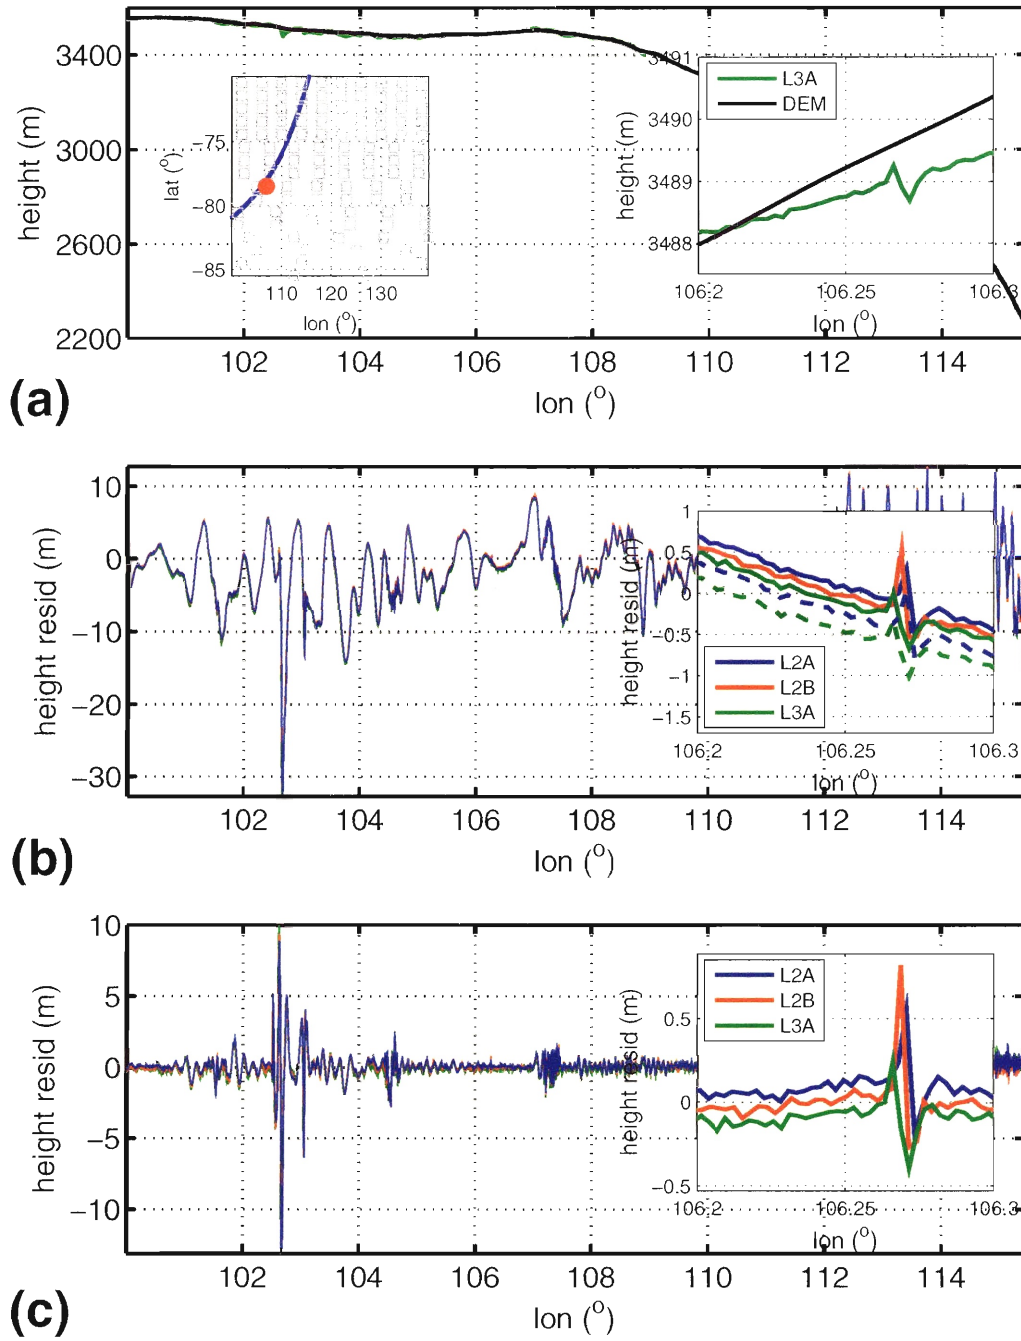 height (m)
3400
3000
2600
2200
102
104
106
108
110
112
114
lon (°)
(a)
lat (°)
−75
−80
−85
110
120
130
lon (°)
L3A
DEM
height (m)
3491
3490
3489
3488
106.2
106.25
106.3
lon (°)
height resid (m)
10
0
−10
−20
−30
102
104
106
108
110
112
114
lon (°)
(b)
height resid (m)
1
0.5
0
−0.5
−1
−1.5
L2A
L2B
L3A
106.2
106.25
106.3
lon (°)
height resid (m)
10
5
0
−5
−10
102
104
106
108
110
112
114
lon (°)
(c)
height resid (m)
L2A
L2B
L3A
0.5
0
−0.5
106.2
106.25
106.3
lon (°)